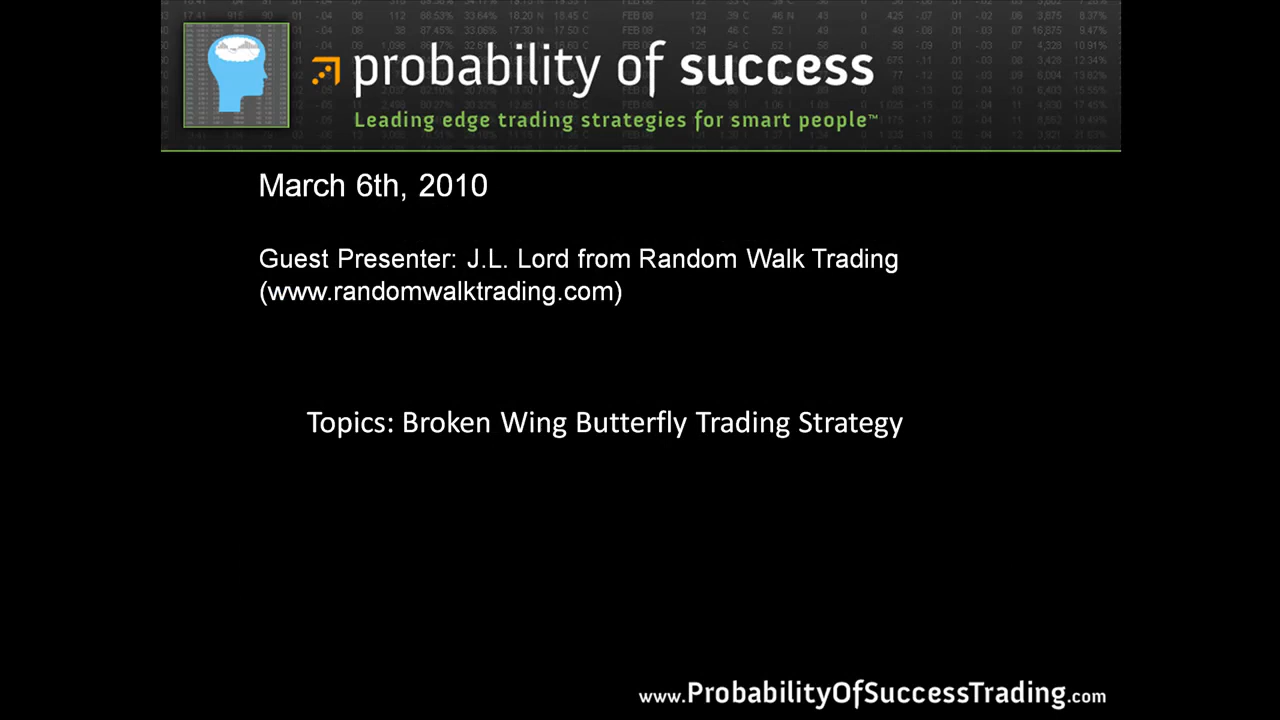 probability of success
Leading edge trading strategies for smart people™
March 6th, 2010
Guest Presenter: J.L. Lord from Random Walk Trading
(www.randomwalktrading.com)
Topics: Broken Wing Butterfly Trading Strategy
www.ProbabilityOfSuccessTrading.com